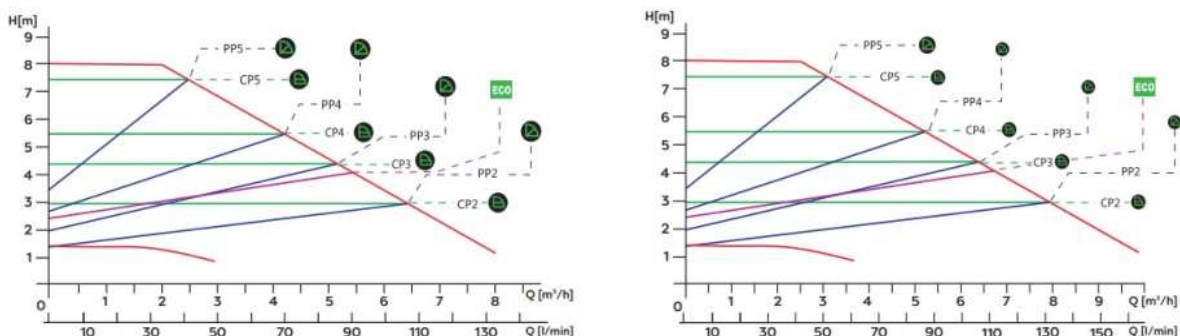 H[m]
9
8
7
6
5
4
3
2
1
0
PP5
CP5
PP4
CP4
PP3
CP3
PP2
CP2
ECO
1 2 3 4 5 6 7 8 Q [m³/h]
10 30 50 70 90 110 130 Q [l/min]
H[m]
9
8
7
6
5
4
3
2
1
0
PP5
CP5
PP4
CP4
PP3
CP3
PP2
CP2
ECO
1 2 3 4 5 6 7 8 9 Q [m³/h]
10 30 50 70 90 110 130 150 Q [l/min]